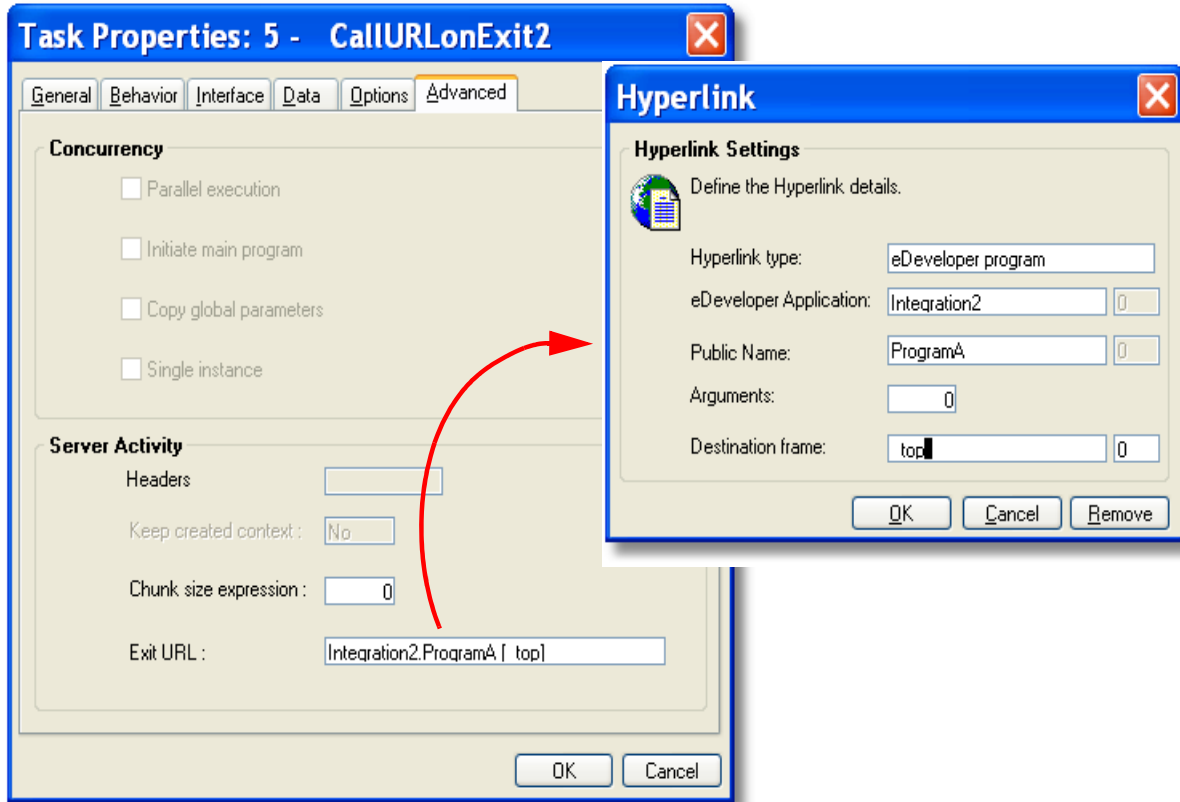 Task Properties: 5 - CallURLonExit2
General Behavior Interface Data Options Advanced
Concurrency
Parallel execution
Initiate main program
Copy global parameters
Single instance
Server Activity
Headers
Keep created context : No
Chunk size expression : 0
Exit URL : Integration2.ProgramA [_top]
OK Cancel
Hyperlink
Hyperlink Settings
Define the Hyperlink details.
Hyperlink type: eDeveloper program
eDeveloper Application: Integration2 0
Public Name: ProgramA 0
Arguments: 0
Destination frame: _top 0
OK Cancel Remove